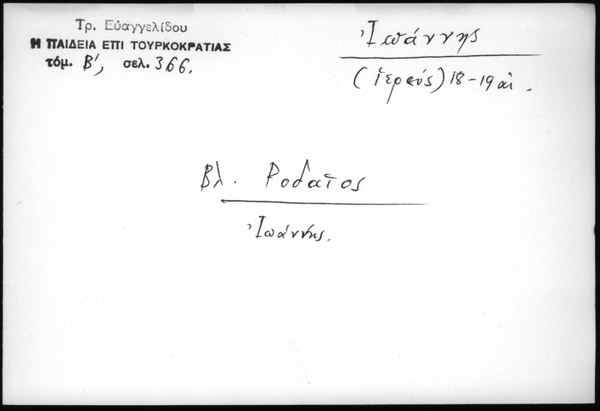 Τρ. Εὐαγγελίδου
Η ΠΑΙΔΕΙΑ ΕΠΙ ΤΟΥΡΚΟΚΡΑΤΙΑΣ
τόμ. Β', σελ. 366.
Ἰωάννης
(ἱερεύς) 18-19 αἰ.
Βλ. Ροδαῖος
Ἰωάννης.